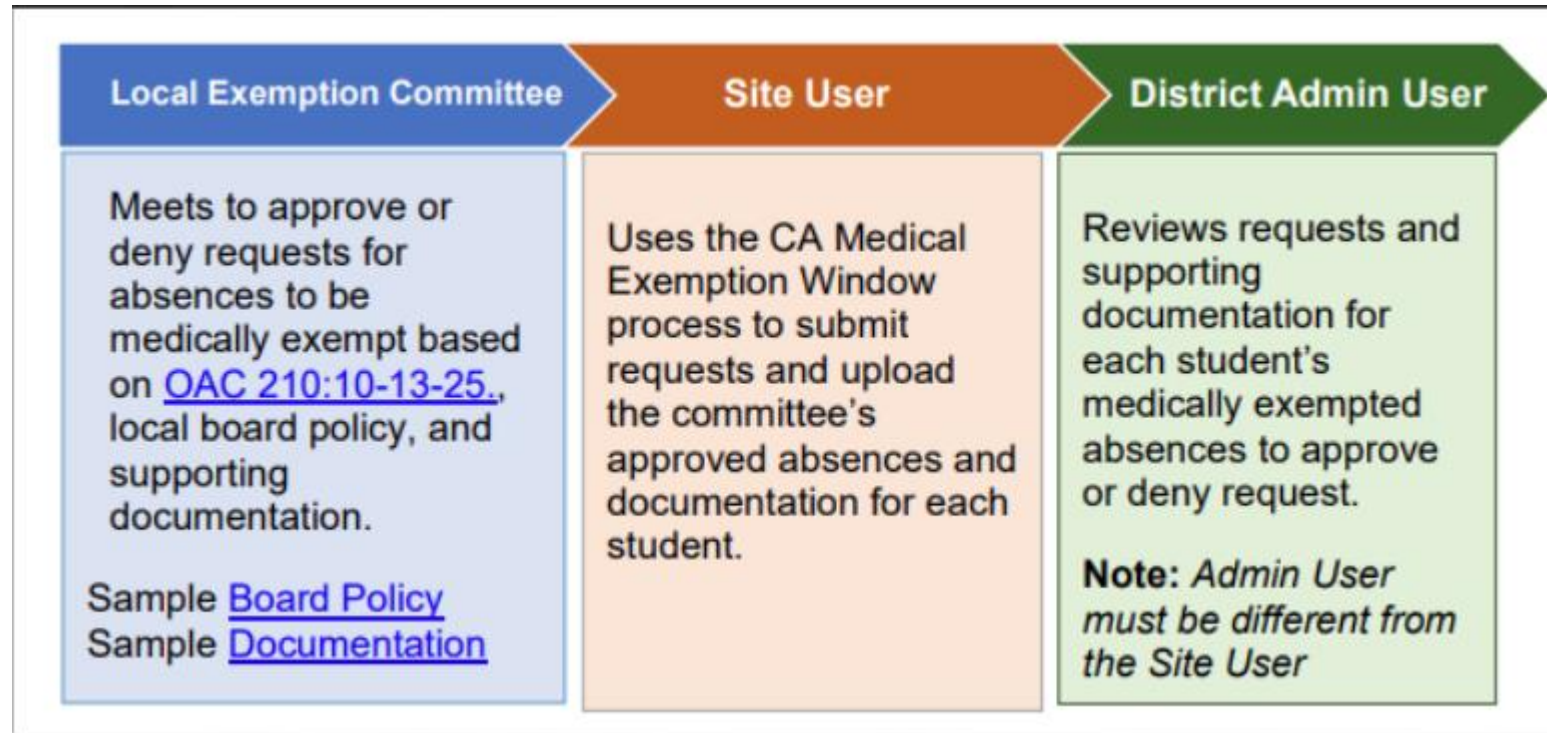 Local Exemption Committee
Site User
District Admin User
Meets to approve or
deny requests for
absences to be
medically exempt based
on OAC 210:10-13-25.,
local board policy, and
supporting
documentation.
Sample Board Policy
Sample Documentation
Uses the CA Medical
Exemption Window
process to submit
requests and upload
the committee's
approved absences and
documentation for each
student.
Reviews requests and
supporting
documentation for
each student's
medically exempted
absences to approve
or deny request.
Note: Admin User
must be different from
the Site User